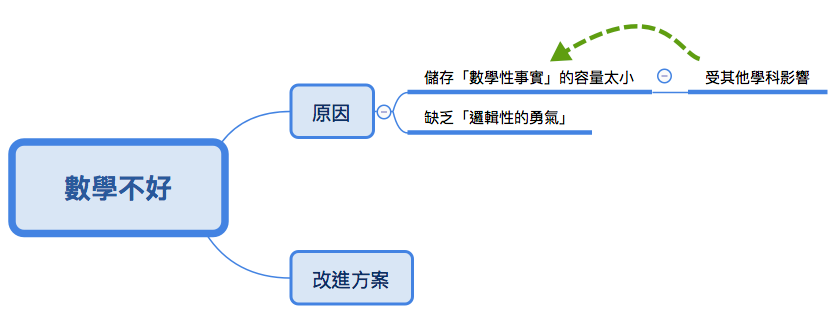 數學不好
原因
儲存「數學性事實」的容量太小
受其他學科影響
缺乏「邏輯性的勇氣」
改進方案